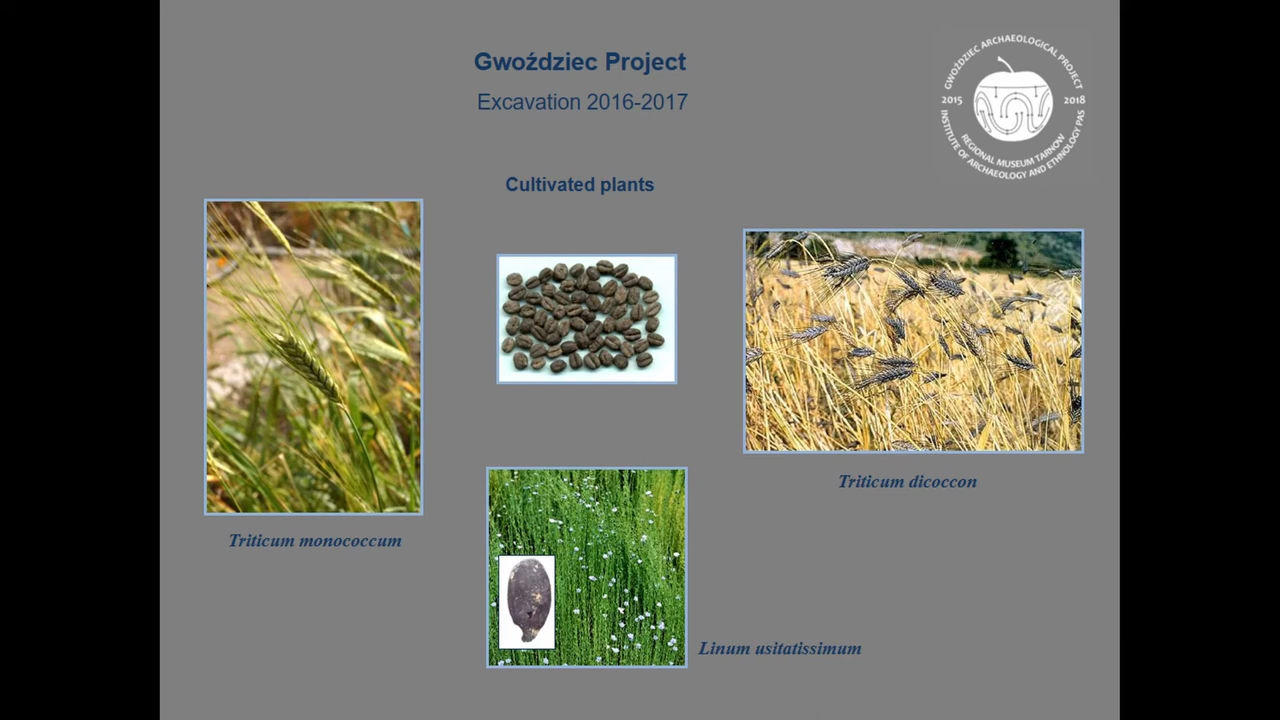 Gwoździec Project
Excavation 2016-2017
GWOŹDZIEC ARCHAEOLOGICAL PROJECT
2015
2018
REGIONAL MUSEUM TARNOW
INSTITUTE OF ARCHAEOLOGY AND ETHNOLOGY PAS
Cultivated plants
Triticum dicoccon
Triticum monococcum
Linum usitatissimum